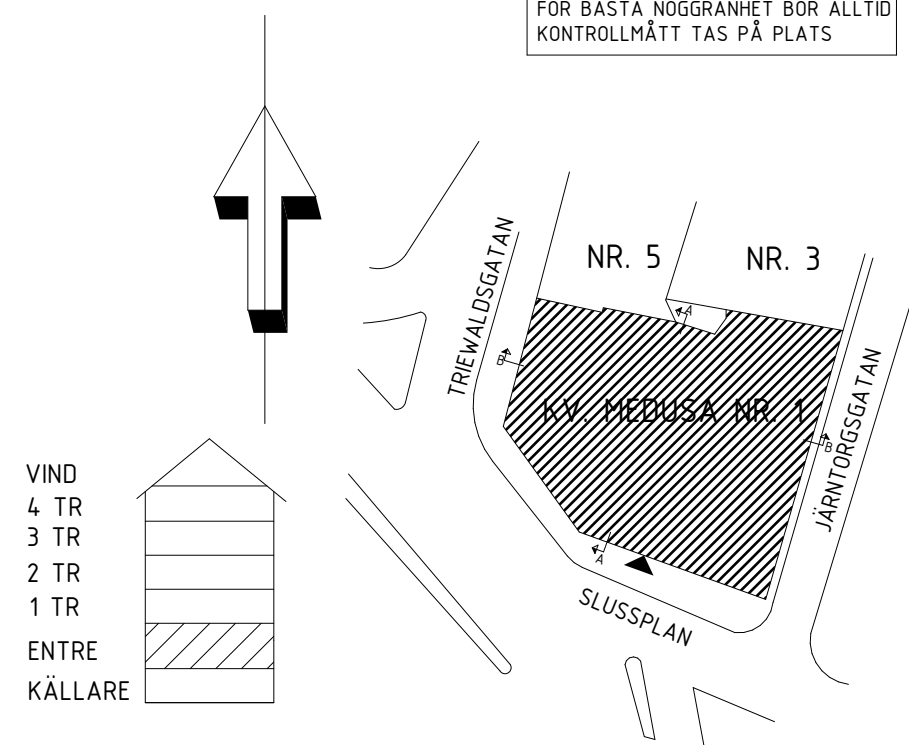 FÖR BÄSTA NOGGRANHET BÖR ALLTID
KONTROLLMÅTT TAS PÅ PLATS
NR. 5
NR. 3
TRIEWALDSGATAN
A
B
KV. MEDUSA NR. 1
B
JÄRNTORGSGATAN
A
SLUSSPLAN
VIND
4 TR
3 TR
2 TR
1 TR
ENTRE
KÄLLARE